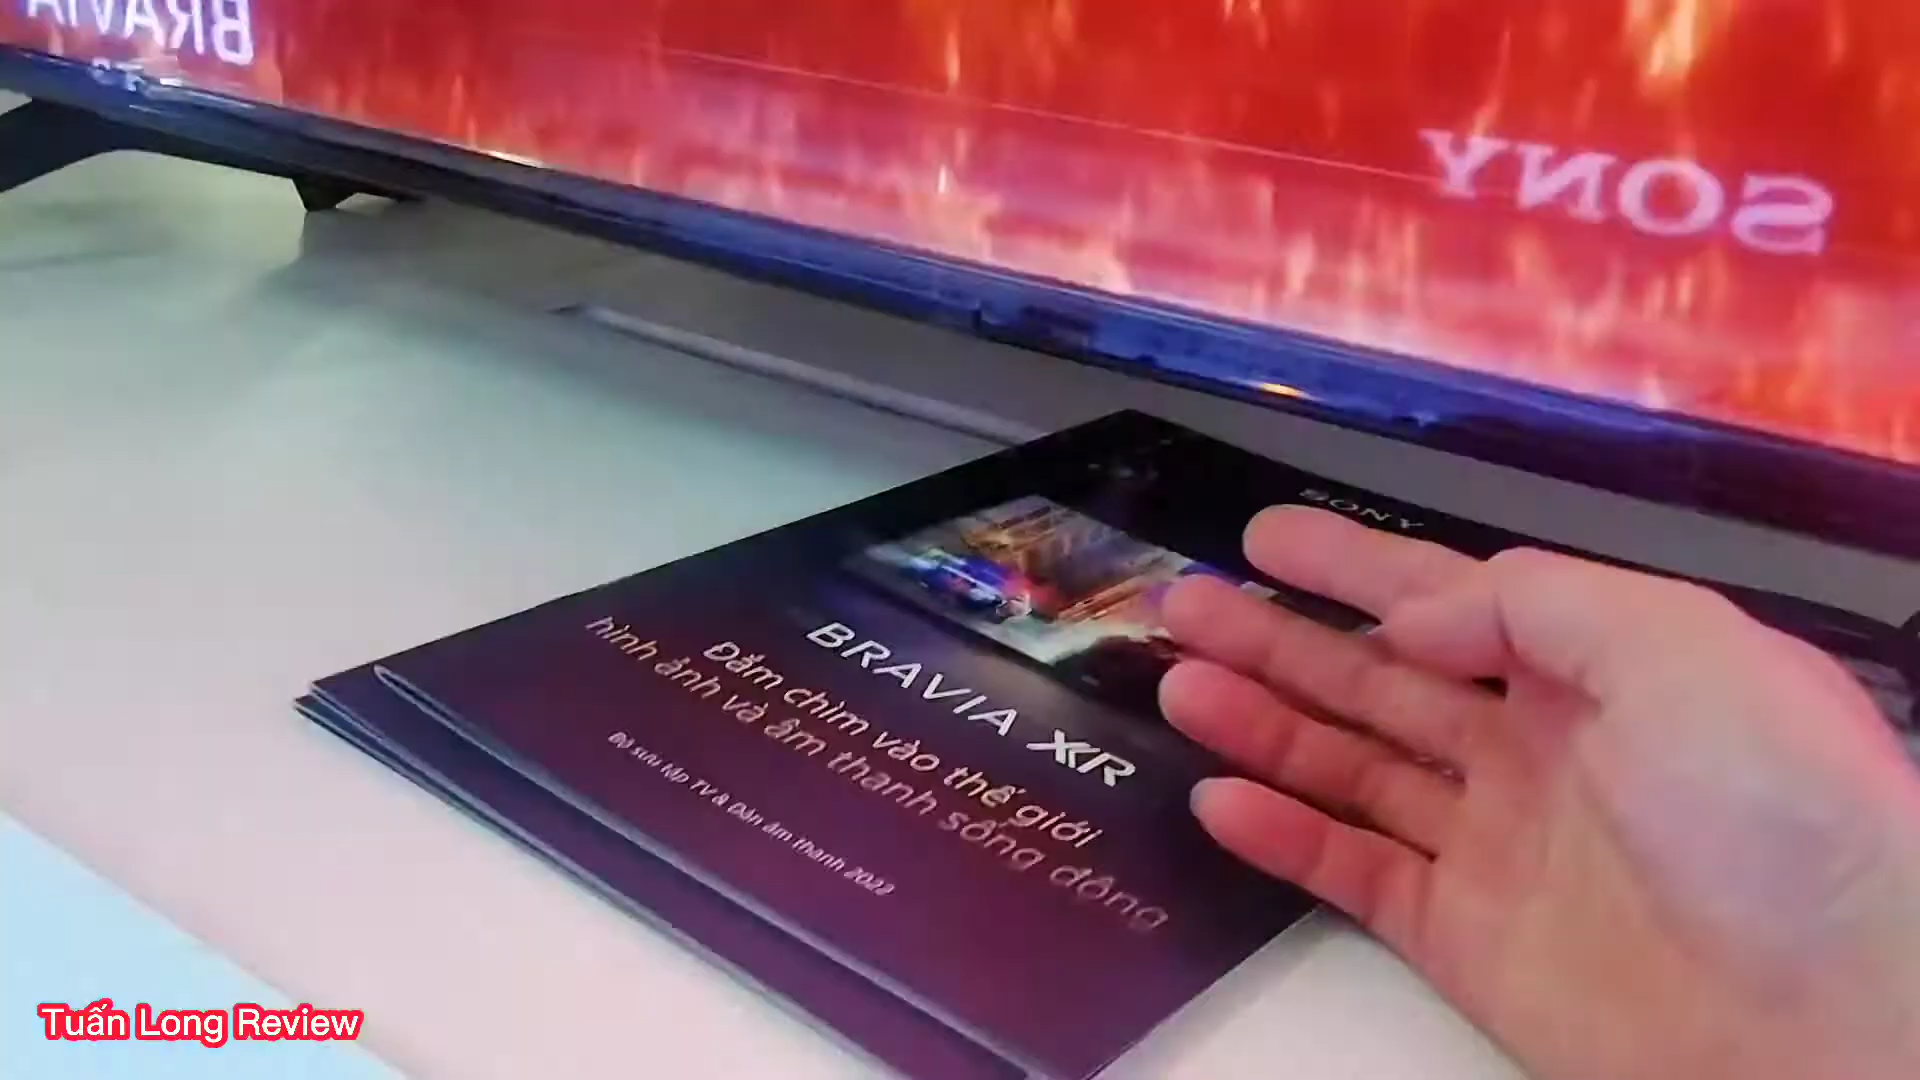 BRAVIA
SONY
SONY
BRAVIA XR
Đắm chìm vào thế giới
hình ảnh và âm thanh sống động
Bộ sưu tập TV & Dàn âm thanh 2022
Tuấn Long Review